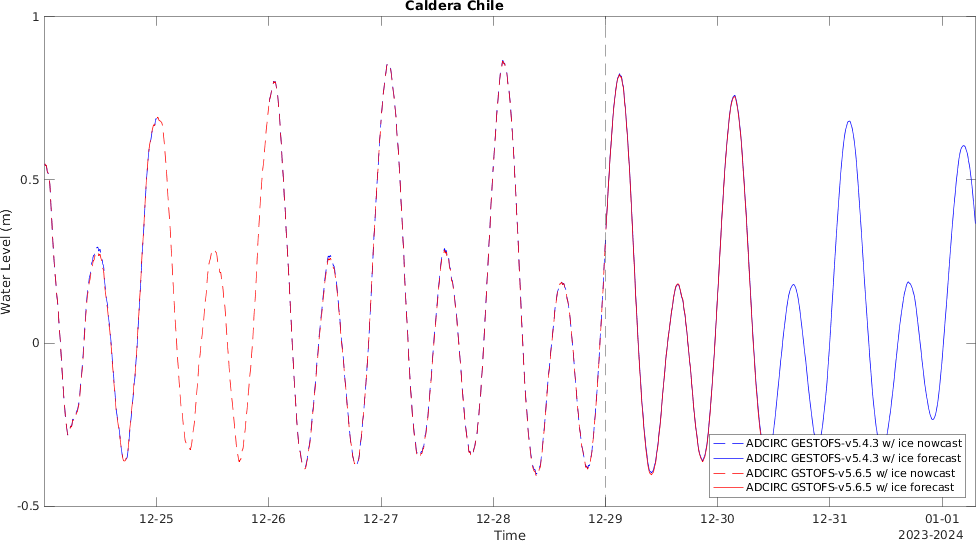 Caldera Chile
1
0.5
0
-0.5
Water Level (m)
12-25
12-26
12-27
12-28
12-29
12-30
12-31
01-01
Time
2023-2024
ADCIRC GESTOFS-v5.4.3 w/ ice nowcast
ADCIRC GESTOFS-v5.4.3 w/ ice forecast
ADCIRC GSTOFS-v5.6.5 w/ ice nowcast
ADCIRC GSTOFS-v5.6.5 w/ ice forecast